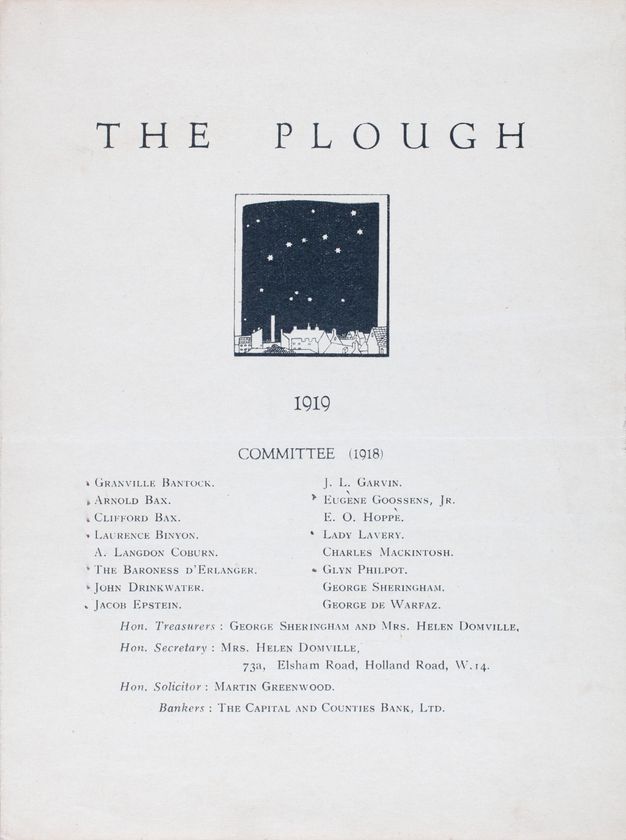 THE PLOUGH
1919
COMMITTEE (1918)
GRANVILLE BANTOCK.
ARNOLD BAX.
CLIFFORD BAX.
LAURENCE BINYON.
A. LANGDON COBURN.
THE BARONESS D'ERLANGER.
JOHN DRINKWATER.
JACOB EPSTEIN.
J. L. GARVIN.
EUGÈNE GOOSSENS, JR.
E. O. HOPPÈ.
LADY LAVERY.
CHARLES MACKINTOSH.
GLYN PHILPOT.
GEORGE SHERINGHAM.
GEORGE DE WARFAZ.
Hon. Treasurers : GEORGE SHERINGHAM AND MRS. HELEN DOMVILLE,
Hon. Secretary : MRS. HELEN DOMVILLE,
73a, Elsham Road, Holland Road, W.14.
Hon. Solicitor : MARTIN GREENWOOD.
Bankers : THE CAPITAL AND COUNTIES BANK, LTD.